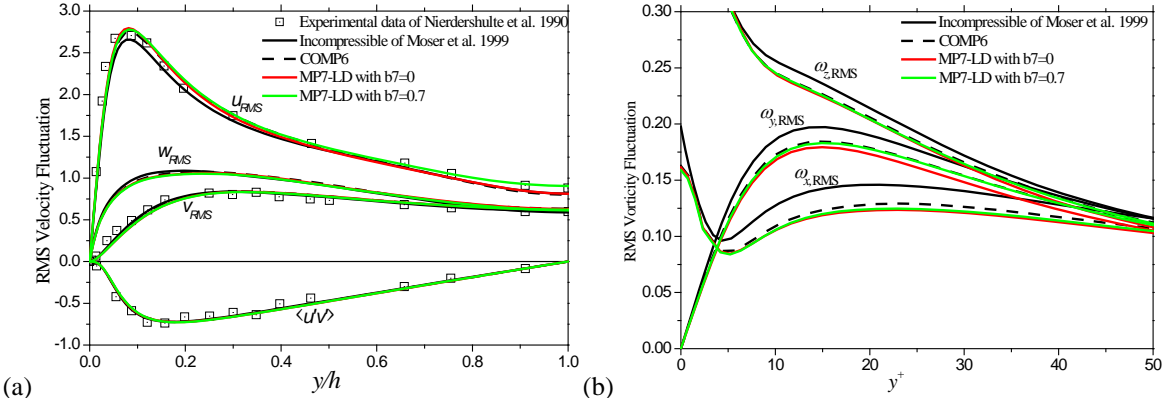 Experimental data of Nierdershulte et al. 1990
Incompressible of Moser et al. 1999
COMP6
MP7-LD with b7=0
MP7-LD with b7=0.7
RMS Velocity Fluctuation
3.0
2.5
2.0
1.5
1.0
0.5
0.0
-0.5
-1.0
u_RMS
w_RMS
v_RMS
⟨u'v'⟩
0.0 0.2 0.4 0.6 0.8 1.0
y/h
(a)
Incompressible of Moser et al. 1999
COMP6
MP7-LD with b7=0
MP7-LD with b7=0.7
RMS Vorticity Fluctuation
0.30
0.25
0.20
0.15
0.10
0.05
0.00
ω_z,RMS
ω_y,RMS
ω_x,RMS
0 10 20 30 40 50
y⁺
(b)